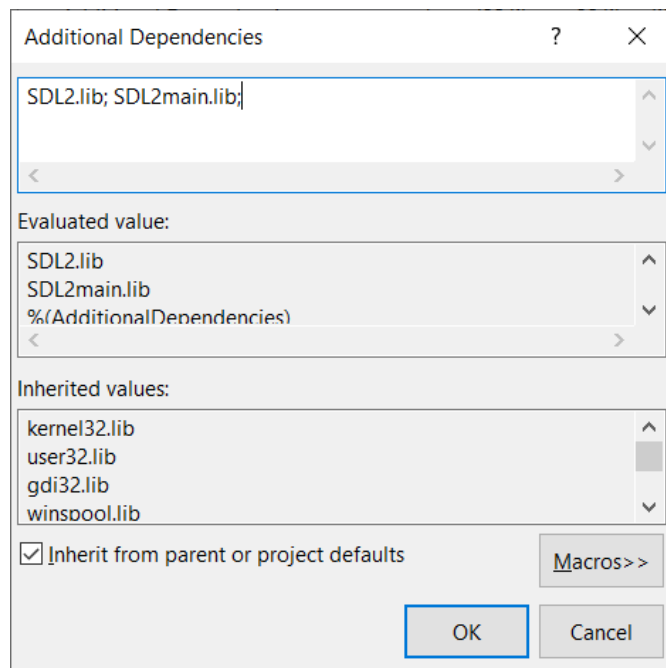 Additional Dependencies
SDL2.lib; SDL2main.lib;
Evaluated value:
SDL2.lib
SDL2main.lib
%(AdditionalDependencies)
Inherited values:
kernel32.lib
user32.lib
gdi32.lib
winspool.lib
Inherit from parent or project defaults
Macros>>
OK
Cancel